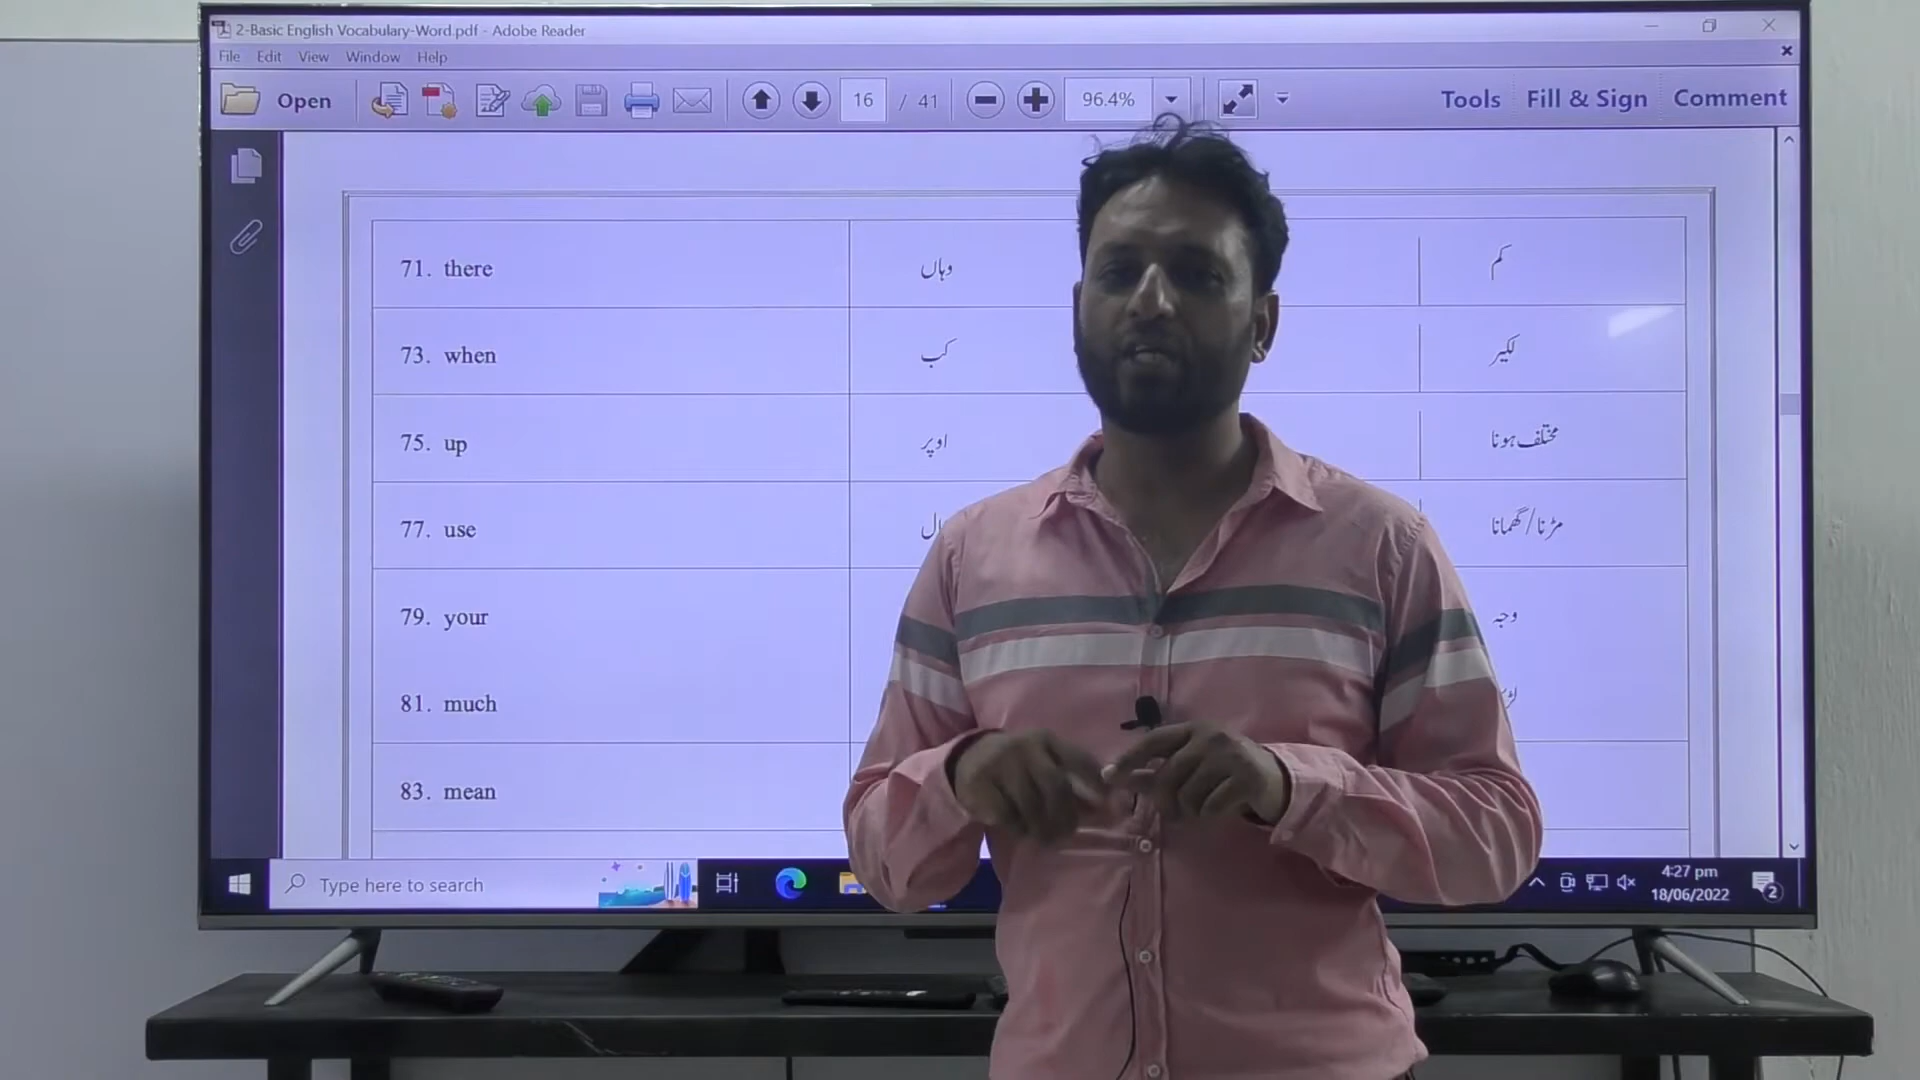 2-Basic English Vocabulary-Word.pdf - Adobe Reader
File Edit View Window Help
Open 16 / 41 96.4% Tools Fill & Sign Comment
71. there وہاں کم
73. when کب لکیر
75. up اوپر مختلف ہونا
77. use مڑنا/گھمانا
79. your وجہ
81. much
83. mean
Type here to search
4:27 pm
18/06/2022
2